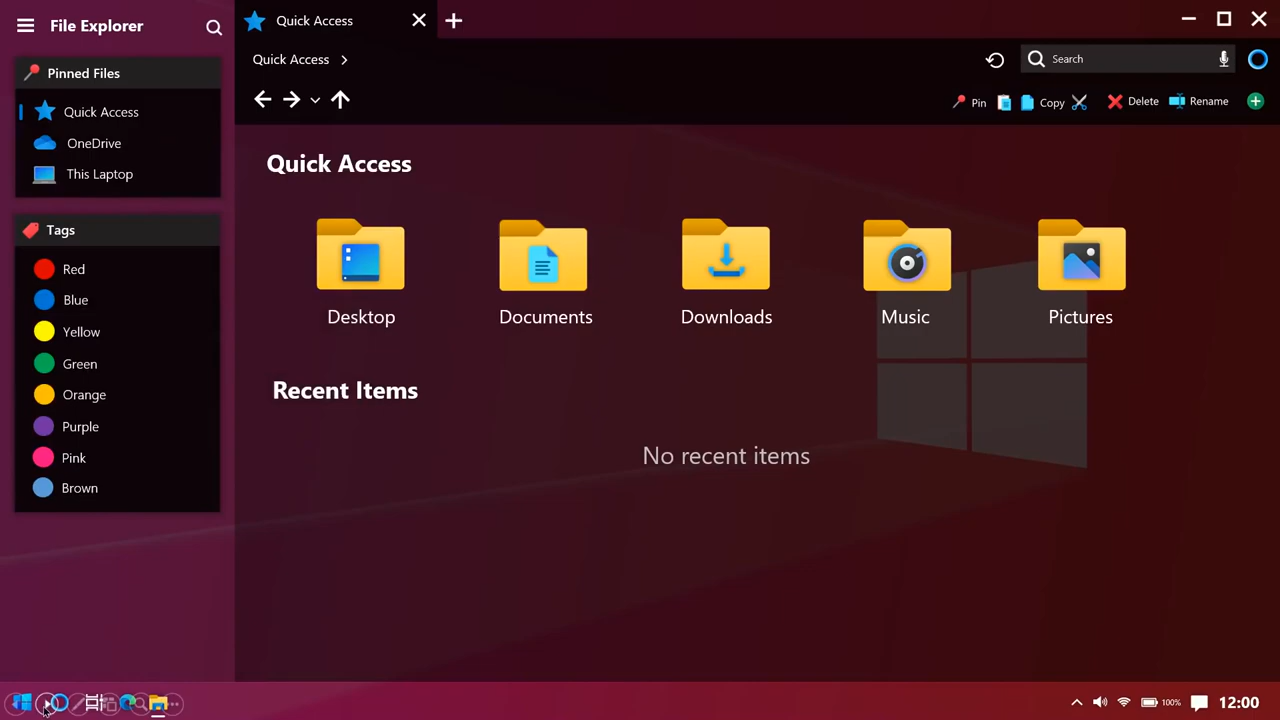 File Explorer
Quick Access
Pinned Files
Quick Access
OneDrive
This Laptop
Tags
Red
Blue
Yellow
Green
Orange
Purple
Pink
Brown
Quick Access
Search
Pin
Copy
Delete
Rename
Quick Access
Desktop
Documents
Downloads
Music
Pictures
Recent Items
No recent items
100%
12:00